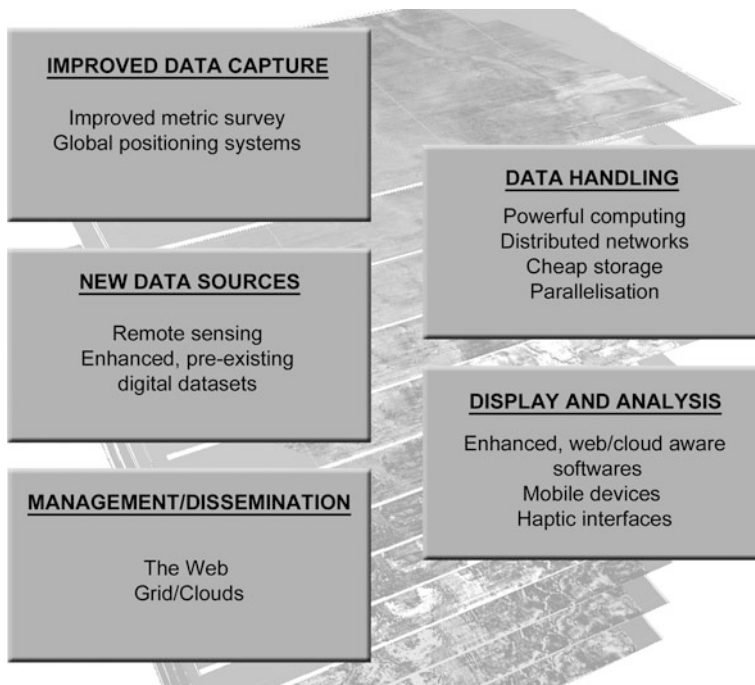 IMPROVED DATA CAPTURE
Improved metric survey
Global positioning systems
DATA HANDLING
Powerful computing
Distributed networks
Cheap storage
Parallelisation
NEW DATA SOURCES
Remote sensing
Enhanced, pre-existing
digital datasets
DISPLAY AND ANALYSIS
Enhanced, web/cloud aware
softwares
Mobile devices
Haptic interfaces
MANAGEMENT/DISSEMINATION
The Web
Grid/Clouds